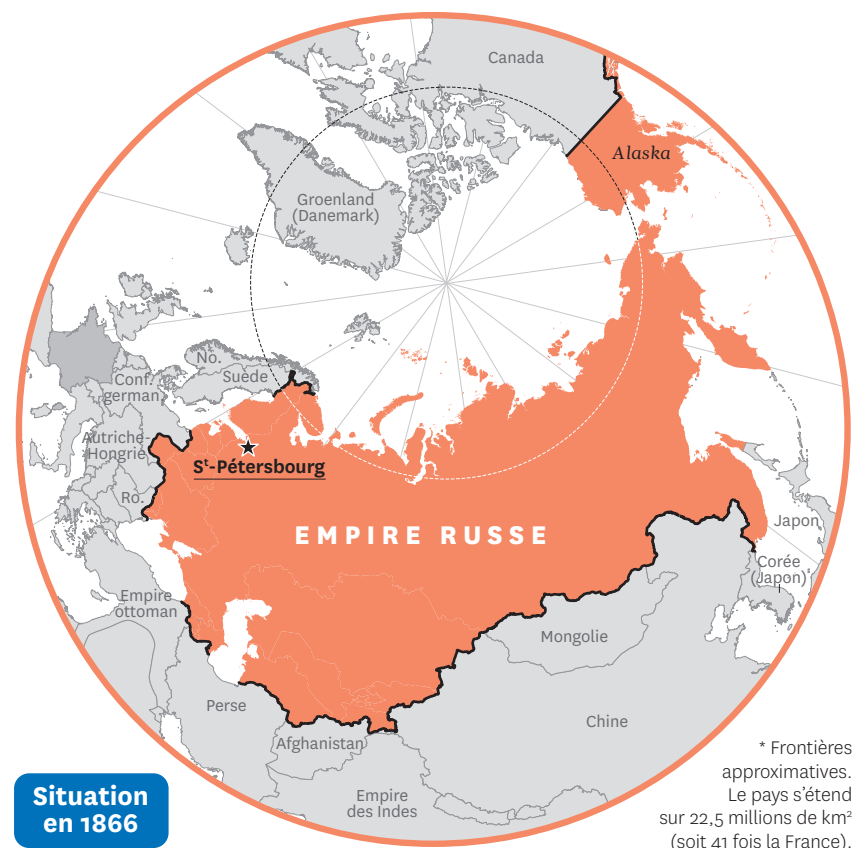 Canada
Alaska
Groenland
(Danemark)
No.
Suède
Conf.
german.
Autriche-
Hongrie
Ro.
Sᵗ-Pétersbourg
EMPIRE RUSSE
Japon
Corée
(Japon)
Empire
ottoman
Mongolie
Perse
Chine
Afghanistan
Empire
des Indes
Situation
en 1866
* Frontières
approximatives.
Le pays s’étend
sur 22,5 millions de km²
(soit 41 fois la France).